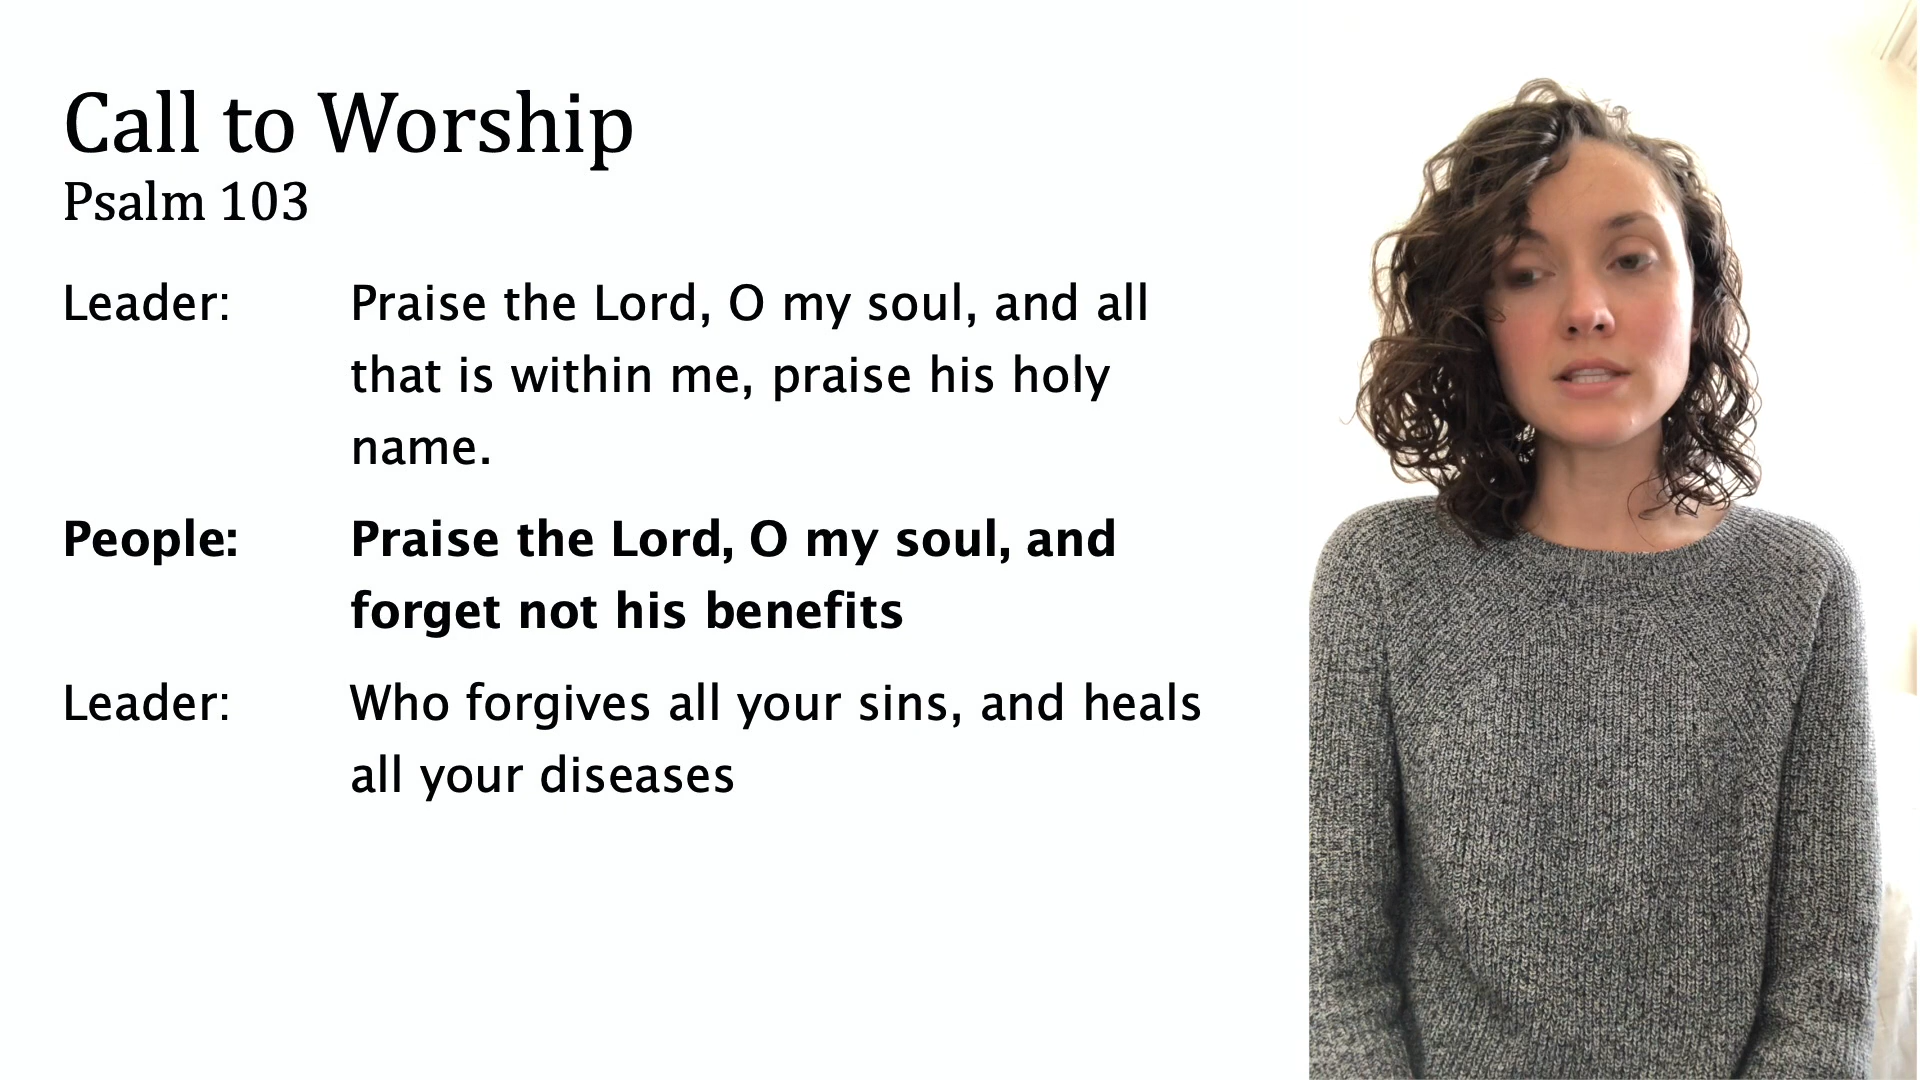 Call to Worship
Psalm 103
Leader: Praise the Lord, O my soul, and all
that is within me, praise his holy
name.
People: Praise the Lord, O my soul, and
forget not his benefits
Leader: Who forgives all your sins, and heals
all your diseases